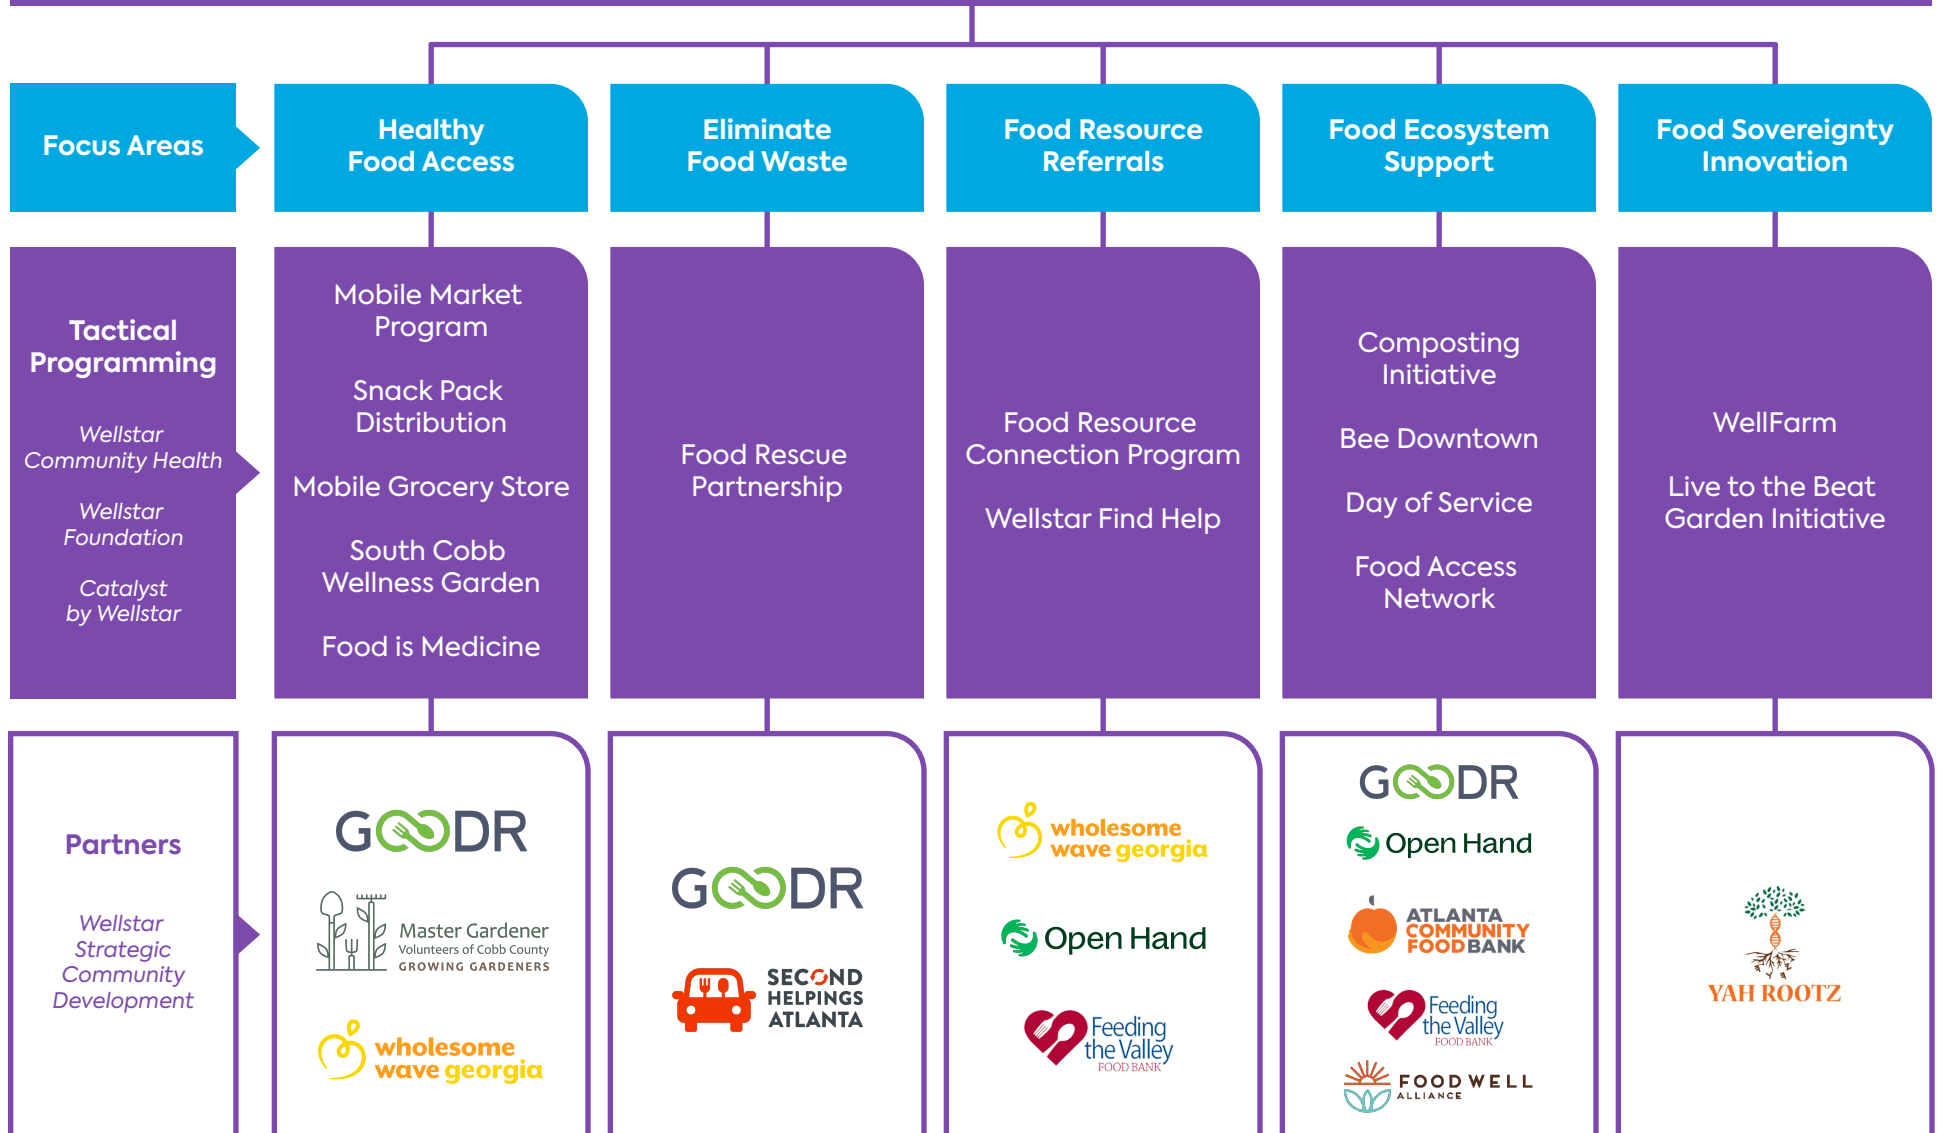 Focus Areas
Healthy
Food Access
Eliminate
Food Waste
Food Resource
Referrals
Food Ecosystem
Support
Food Sovereignty
Innovation
Tactical
Programming
Wellstar
Community Health
Wellstar
Foundation
Catalyst
by Wellstar
Mobile Market
Program
Snack Pack
Distribution
Mobile Grocery Store
South Cobb
Wellness Garden
Food is Medicine
Food Rescue
Partnership
Food Resource
Connection Program
Wellstar Find Help
Composting
Initiative
Bee Downtown
Day of Service
Food Access
Network
WellFarm
Live to the Beat
Garden Initiative
Partners
Wellstar
Strategic
Community
Development
GOODR
Master Gardener
Volunteers of Cobb County
GROWING GARDENERS
wholesome
wave georgia
GOODR
SECOND
HELPINGS
ATLANTA
wholesome
wave georgia
Open Hand
Feeding
the Valley
FOOD BANK
GOODR
Open Hand
ATLANTA
COMMUNITY
FOODBANK
Feeding
the Valley
FOOD BANK
FOOD WELL
ALLIANCE
YAH ROOTZ